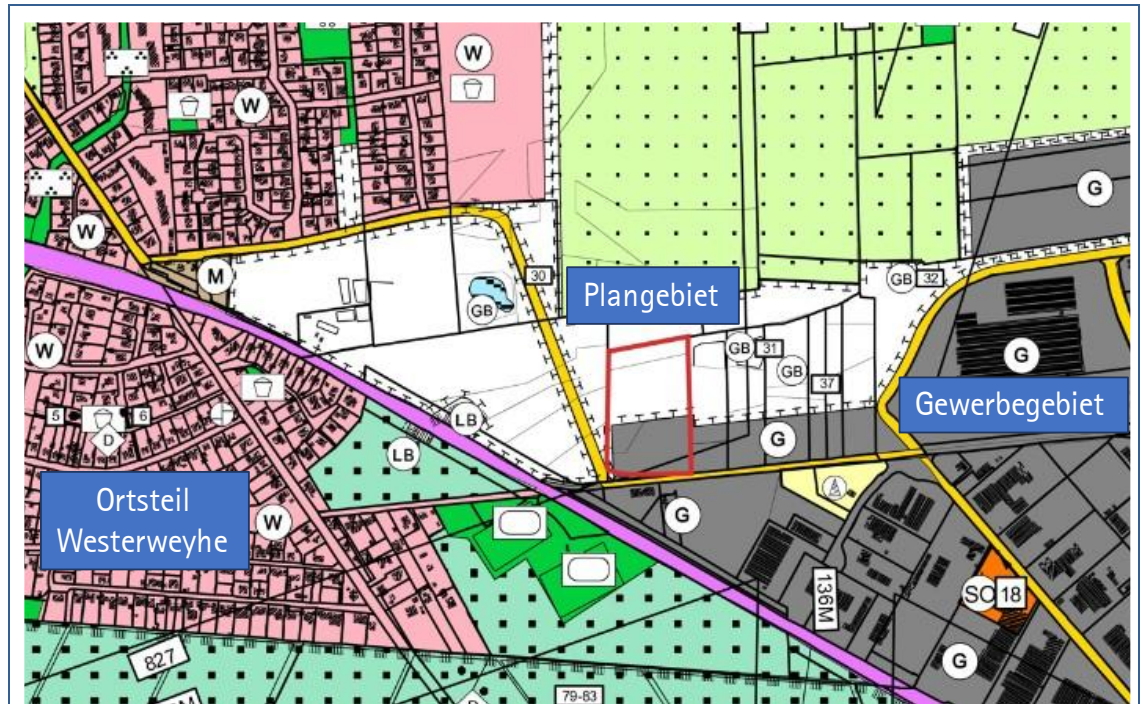 W
W
W
G
W
M
30
Plangebiet
GB
32
GB
W
GB
31
GB
37
G
Gewerbegebiet
5
6
D
LB
LB
G
Ortsteil
Westerweyhe
W
G
136M
SO
18
G
827
79-83